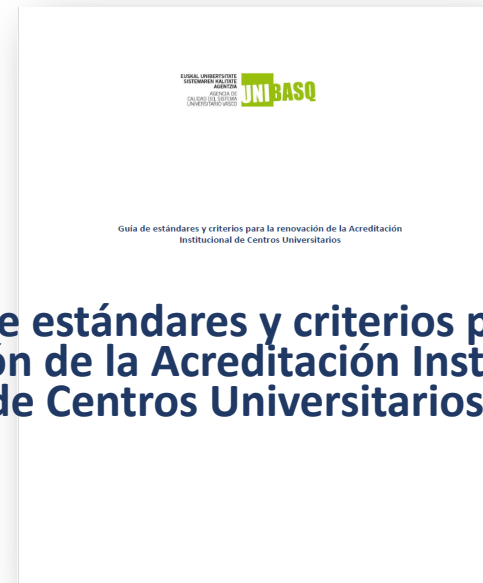 EUSKAL UNIBERTSITATE
SISTEMAREN KALITATE
AGENTZIA
AGENCIA DE
CALIDAD DEL SISTEMA
UNIVERSITARIO VASCO
UNIBASQ
Guía de estándares y criterios para la renovación de la Acreditación
Institucional de Centros Universitarios
e estándares y criterios p
ón de la Acreditación Inst
de Centros Universitarios